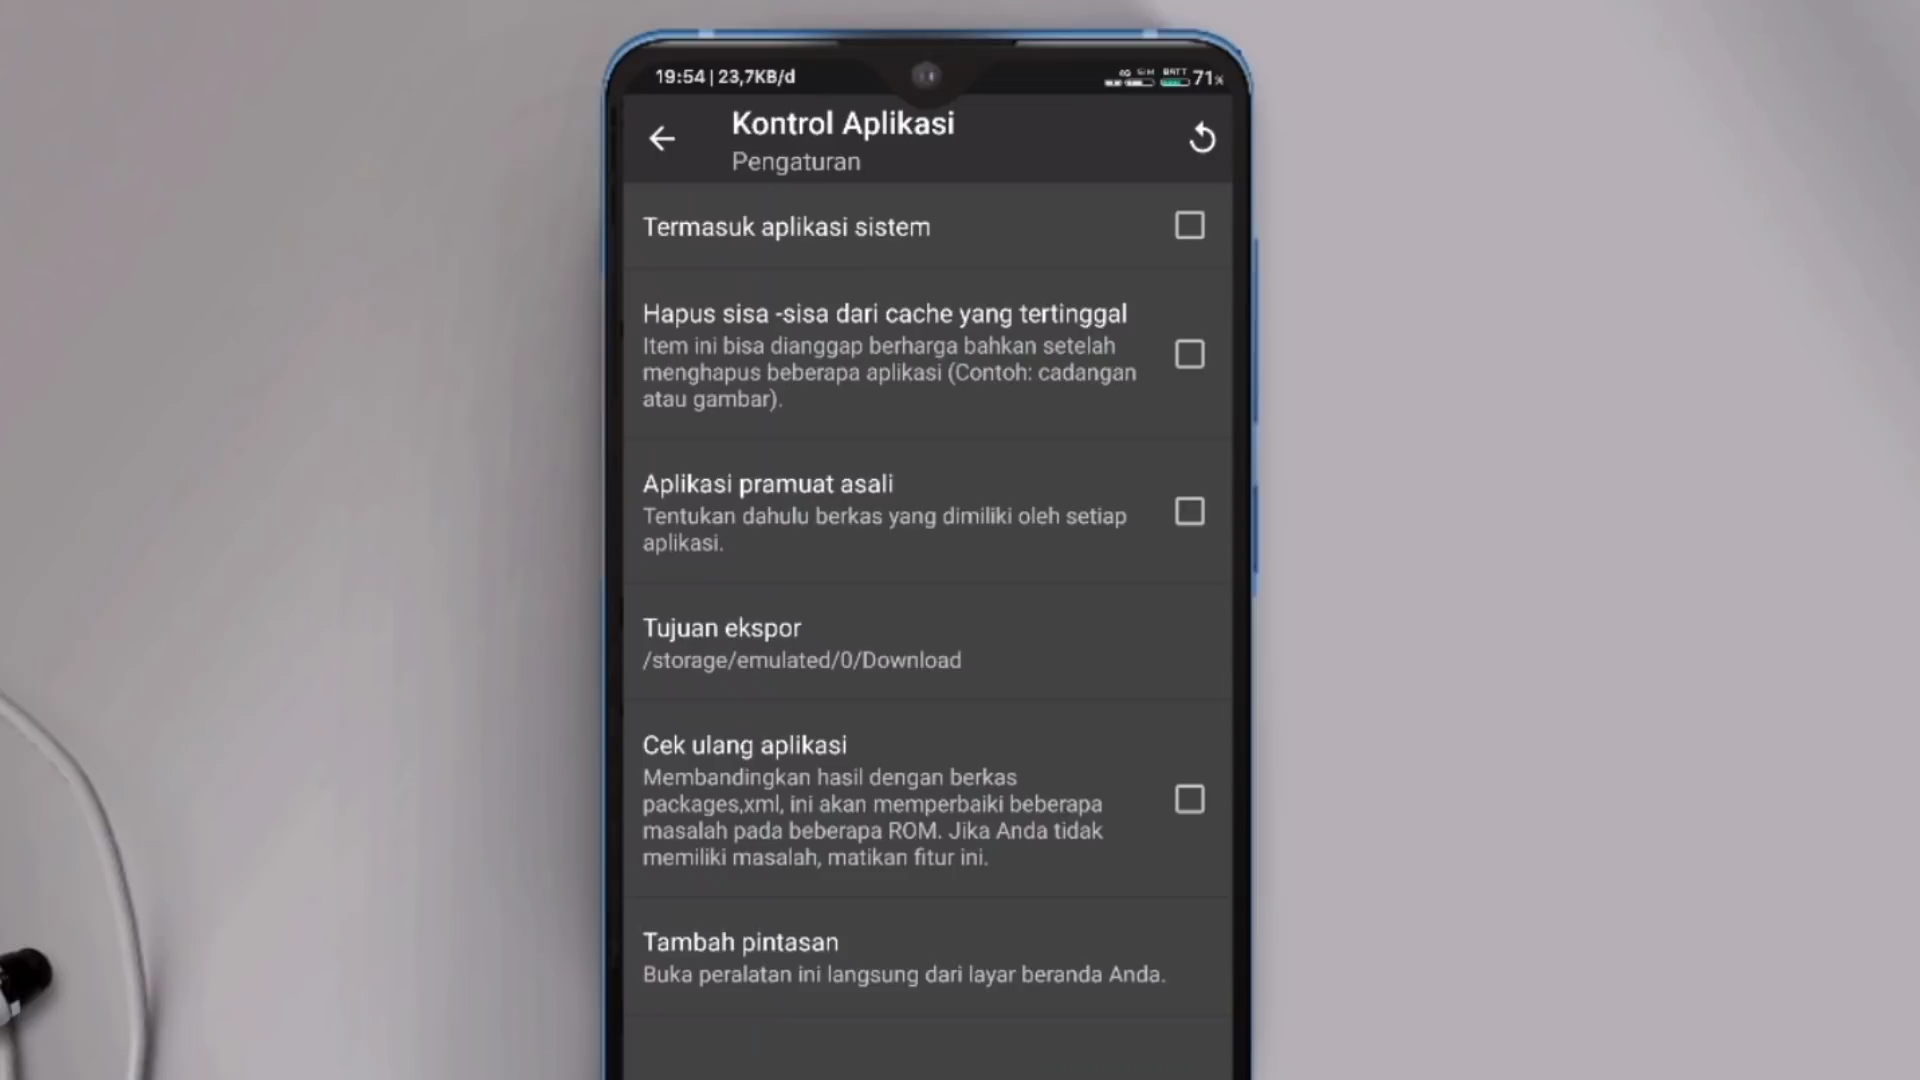 19:54 | 23,7KB/d
4G SIM BATT 71%
Kontrol Aplikasi
Pengaturan
Termasuk aplikasi sistem
Hapus sisa -sisa dari cache yang tertinggal
Item ini bisa dianggap berharga bahkan setelah
menghapus beberapa aplikasi (Contoh: cadangan
atau gambar).
Aplikasi pramuat asali
Tentukan dahulu berkas yang dimiliki oleh setiap
aplikasi.
Tujuan ekspor
/storage/emulated/0/Download
Cek ulang aplikasi
Membandingkan hasil dengan berkas
packages,xml, ini akan memperbaiki beberapa
masalah pada beberapa ROM. Jika Anda tidak
memiliki masalah, matikan fitur ini.
Tambah pintasan
Buka peralatan ini langsung dari layar beranda Anda.